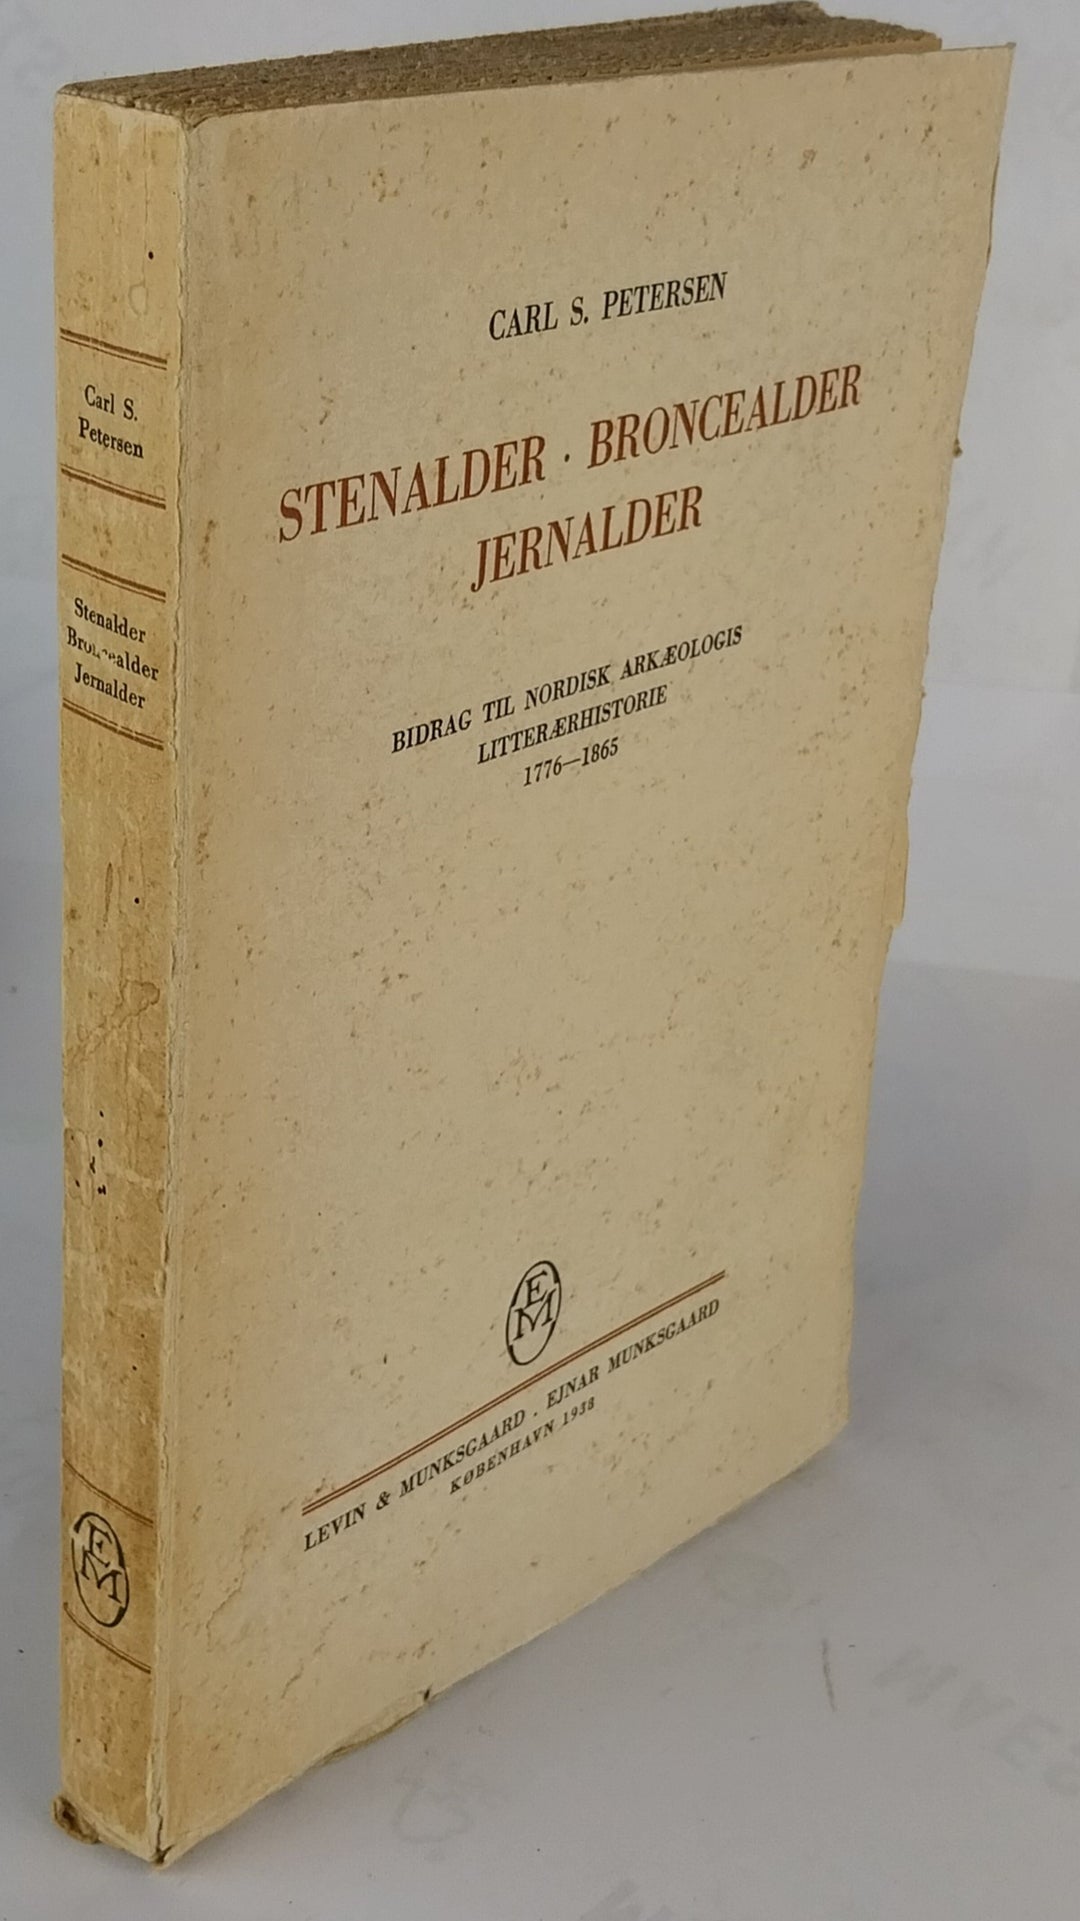 CARL S. PETERSEN
STENALDER · BRONCEALDER
JERNALDER
BIDRAG TIL NORDISK ARKÆOLOGIS
LITTERÆRHISTORIE
1776—1865
EM
LEVIN & MUNKSGAARD . EJNAR MUNKSGAARD
KØBENHAVN 1938
Carl S.
Petersen
Stenalder
Broncealder
Jernalder
EM